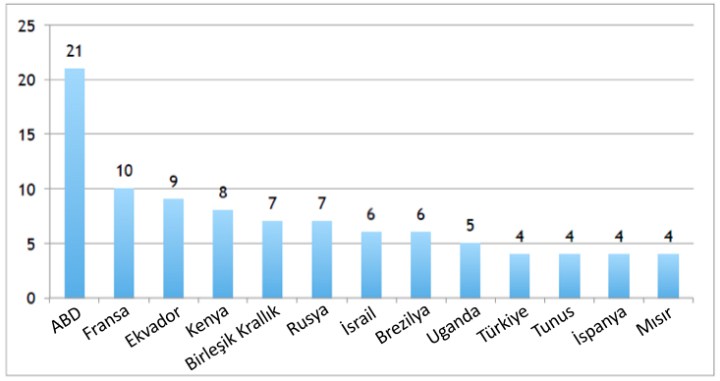 25
20
15
10
5
0
21
10
9
8
7
7
6
6
5
4
4
4
4
ABD
Fransa
Ekvador
Kenya
Birleşik Krallık
Rusya
İsrail
Brezilya
Uganda
Türkiye
Tunus
İspanya
Mısır